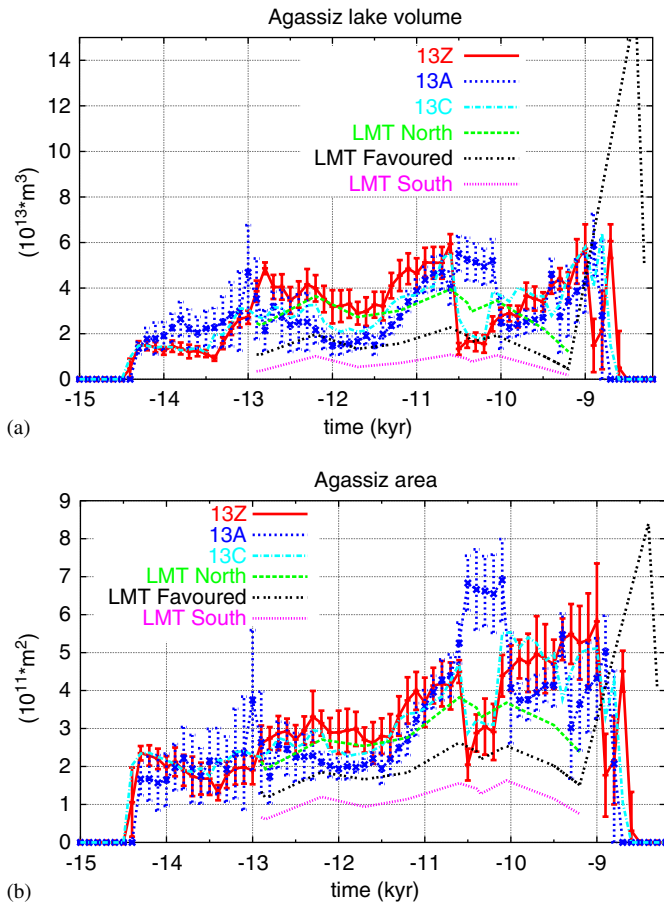 Agassiz lake volume
14
12
10
8
6
4
2
0
(10^13*m^3)
13Z
13A
13C
LMT North
LMT Favoured
LMT South
-15 -14 -13 -12 -11 -10 -9
(a) time (kyr)
Agassiz area
9
8
7
6
5
4
3
2
1
0
(10^11*m^2)
13Z
13A
13C
LMT North
LMT Favoured
LMT South
-15 -14 -13 -12 -11 -10 -9
(b) time (kyr)